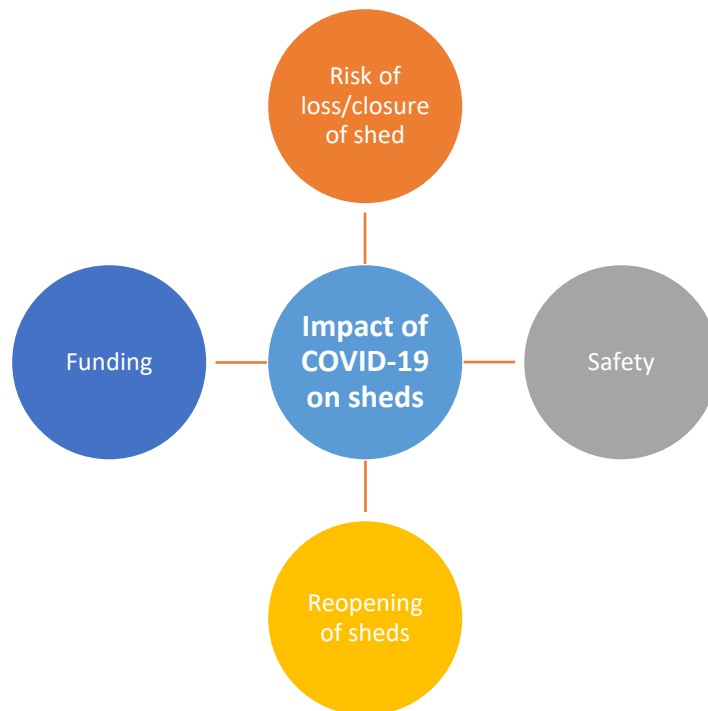 Risk of
loss/closure
of shed
Funding
Impact of
COVID-19
on sheds
Safety
Reopening
of sheds